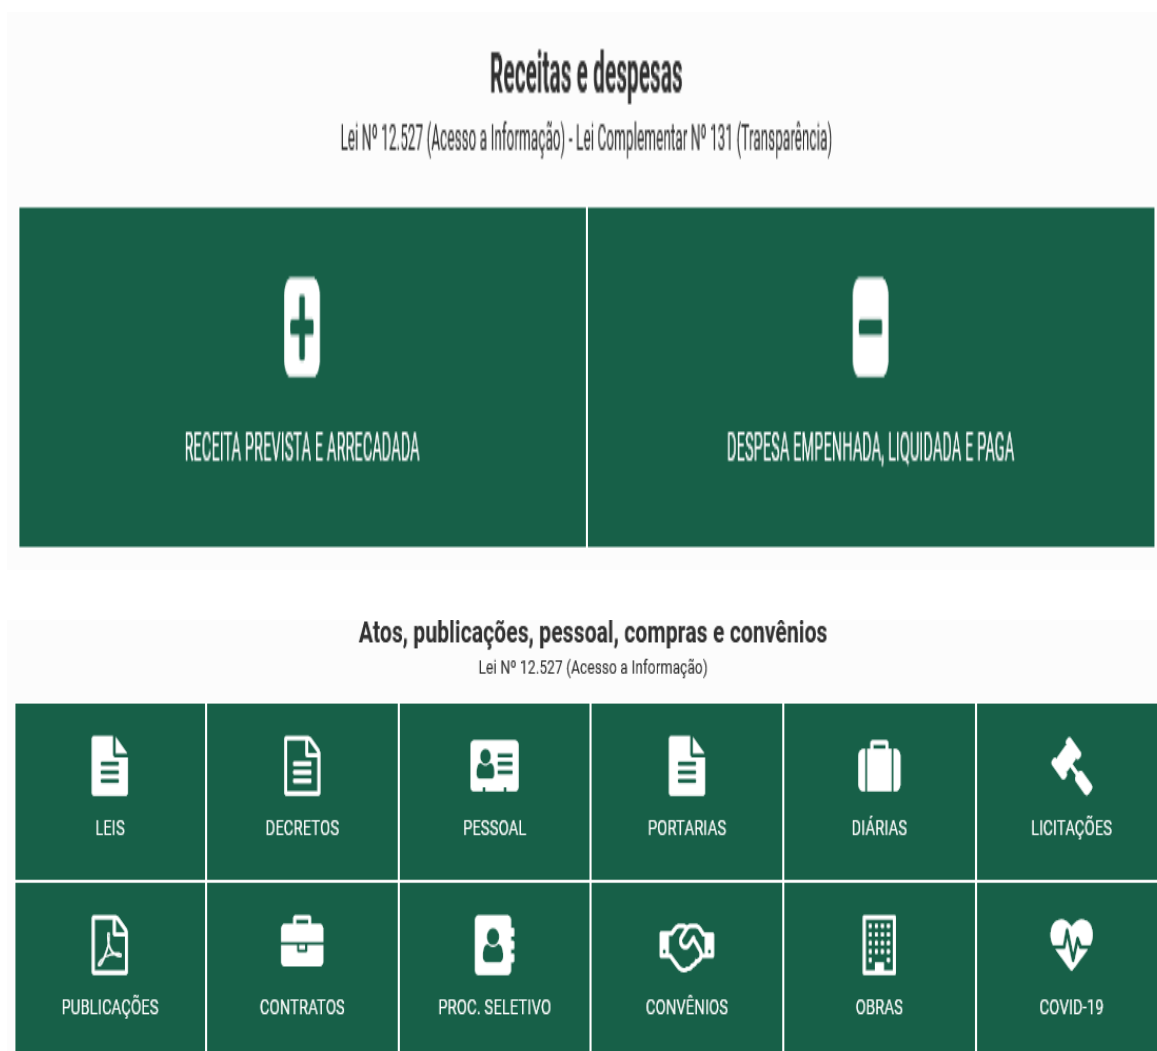 Receitas e despesas
Lei Nº 12.527 (Acesso a Informação) - Lei Complementar Nº 131 (Transparência)
RECEITA PREVISTA E ARRECADADA
DESPESA EMPENHADA, LIQUIDADA E PAGA
Atos, publicações, pessoal, compras e convênios
Lei Nº 12.527 (Acesso a Informação)
LEIS
DECRETOS
PESSOAL
PORTARIAS
DIÁRIAS
LICITAÇÕES
PUBLICAÇÕES
CONTRATOS
PROC. SELETIVO
CONVÊNIOS
OBRAS
COVID-19